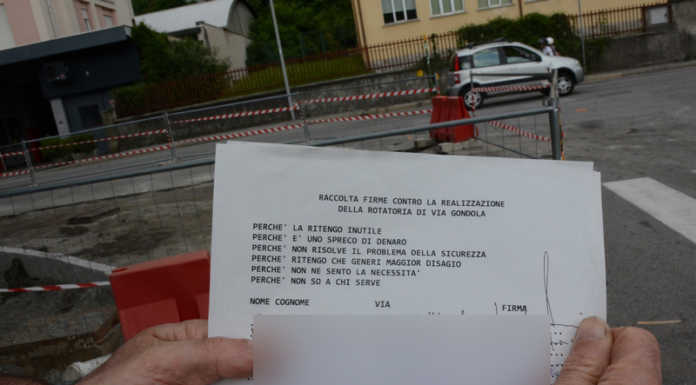 RACCOLTA FIRME CONTRO LA REALIZZAZIONE
DELLA ROTATORIA DI VIA GONDOLA
PERCHE' LA RITENGO INUTILE
PERCHE' E' UNO SPRECO DI DENARO
PERCHE' NON RISOLVE IL PROBLEMA DELLA SICUREZZA
PERCHE' RITENGO CHE GENERI MAGGIOR DISAGIO
PERCHE' NON NE SENTO LA NECESSITA'
PERCHE' NON SO A CHI SERVE
NOME COGNOME VIA FIRMA